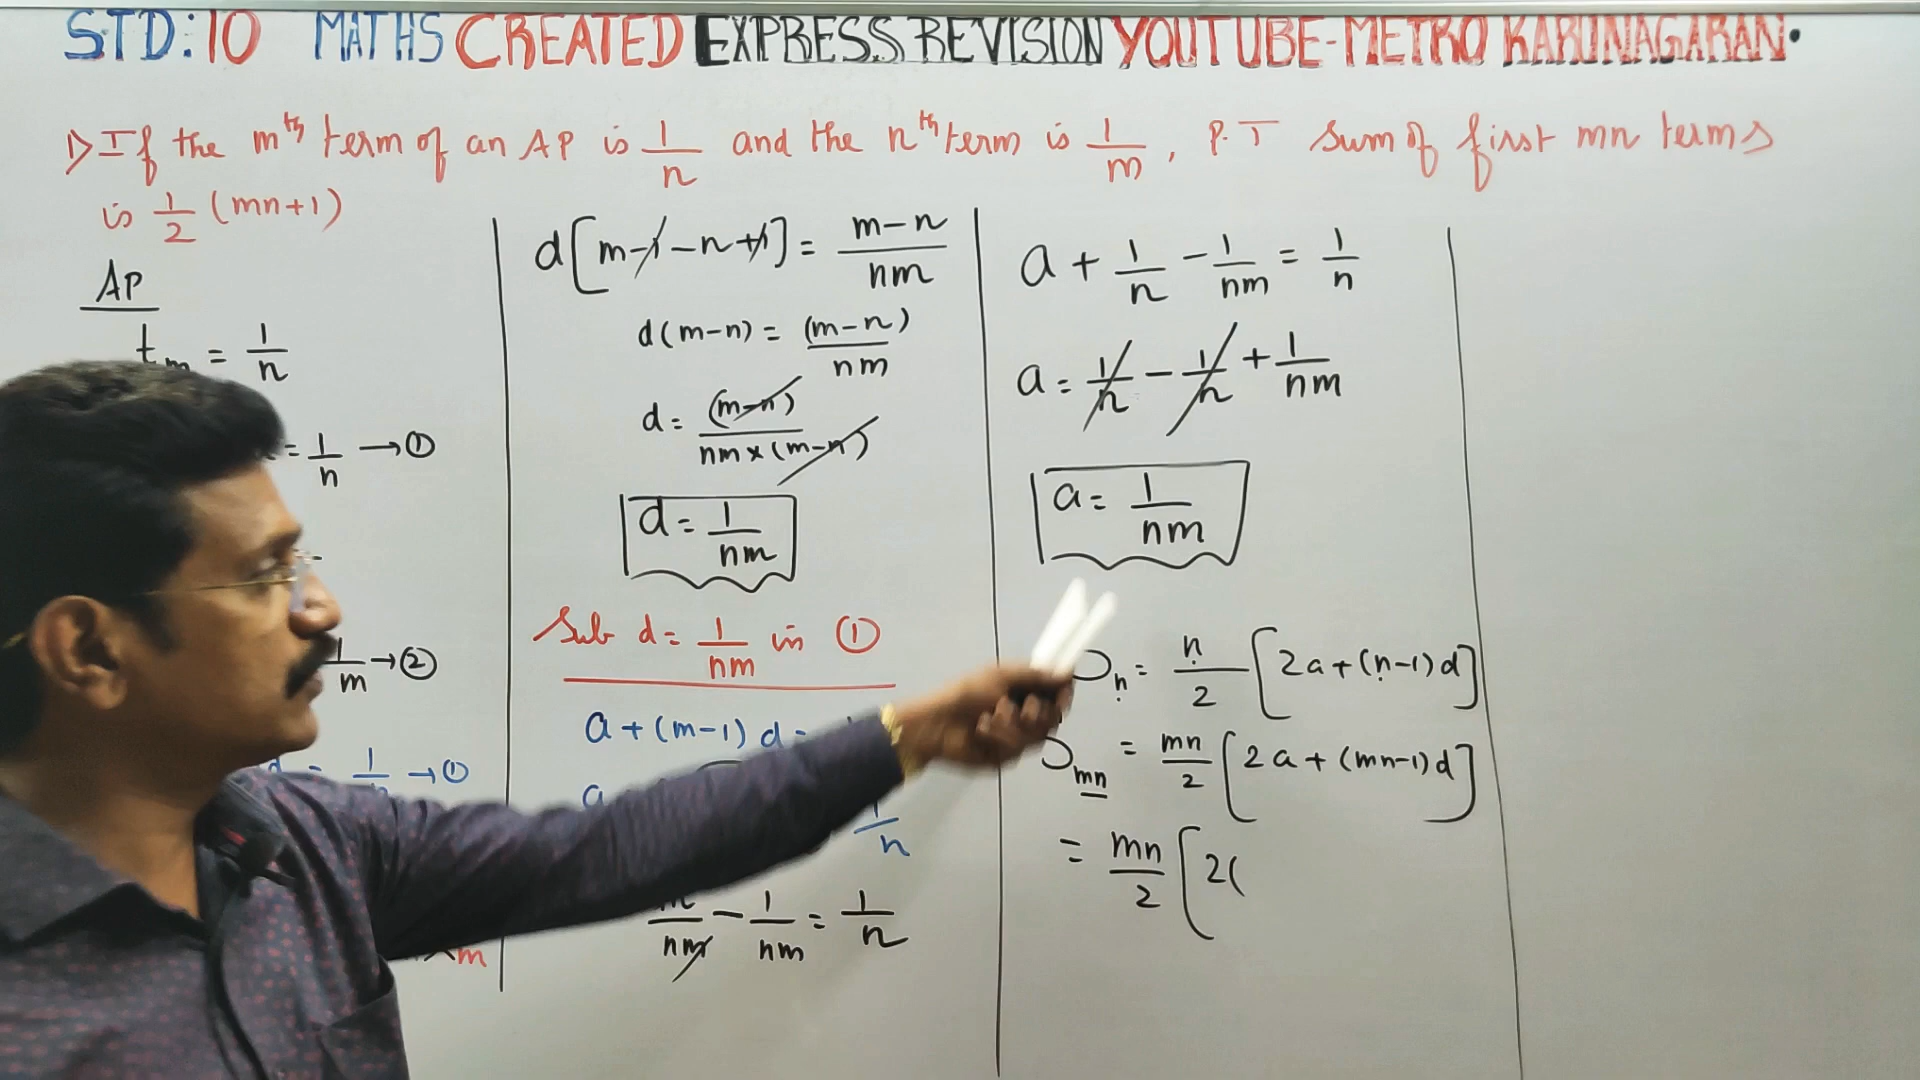 STD: 10 MATHS CREATED EXPRESS REVISION YOUTUBE-METRO KARUNAGARAN.
1> If the mᵗʰ term of an AP is 1/n and the nᵗʰ term is 1/m, P.T sum of first mn terms
is 1/2 (mn+1)
AP
tm = 1/n
= 1/n → ①
1/m → ②
→ ①
m
d[m-1-n+1] = m-n/nm
d(m-n) = (m-n)/nm
d = (m-n)/nm×(m-n)
d = 1/nm
Sub d = 1/nm in ①
a + (m-1) d =
a
1/n
m/nm - 1/nm = 1/n
a + 1/n - 1/nm = 1/n
a = 1/n - 1/n + 1/nm
a = 1/nm
Sn = n/2 [2a+(n-1)d]
Smn = mn/2 [2a+(mn-1)d]
= mn/2 [2(